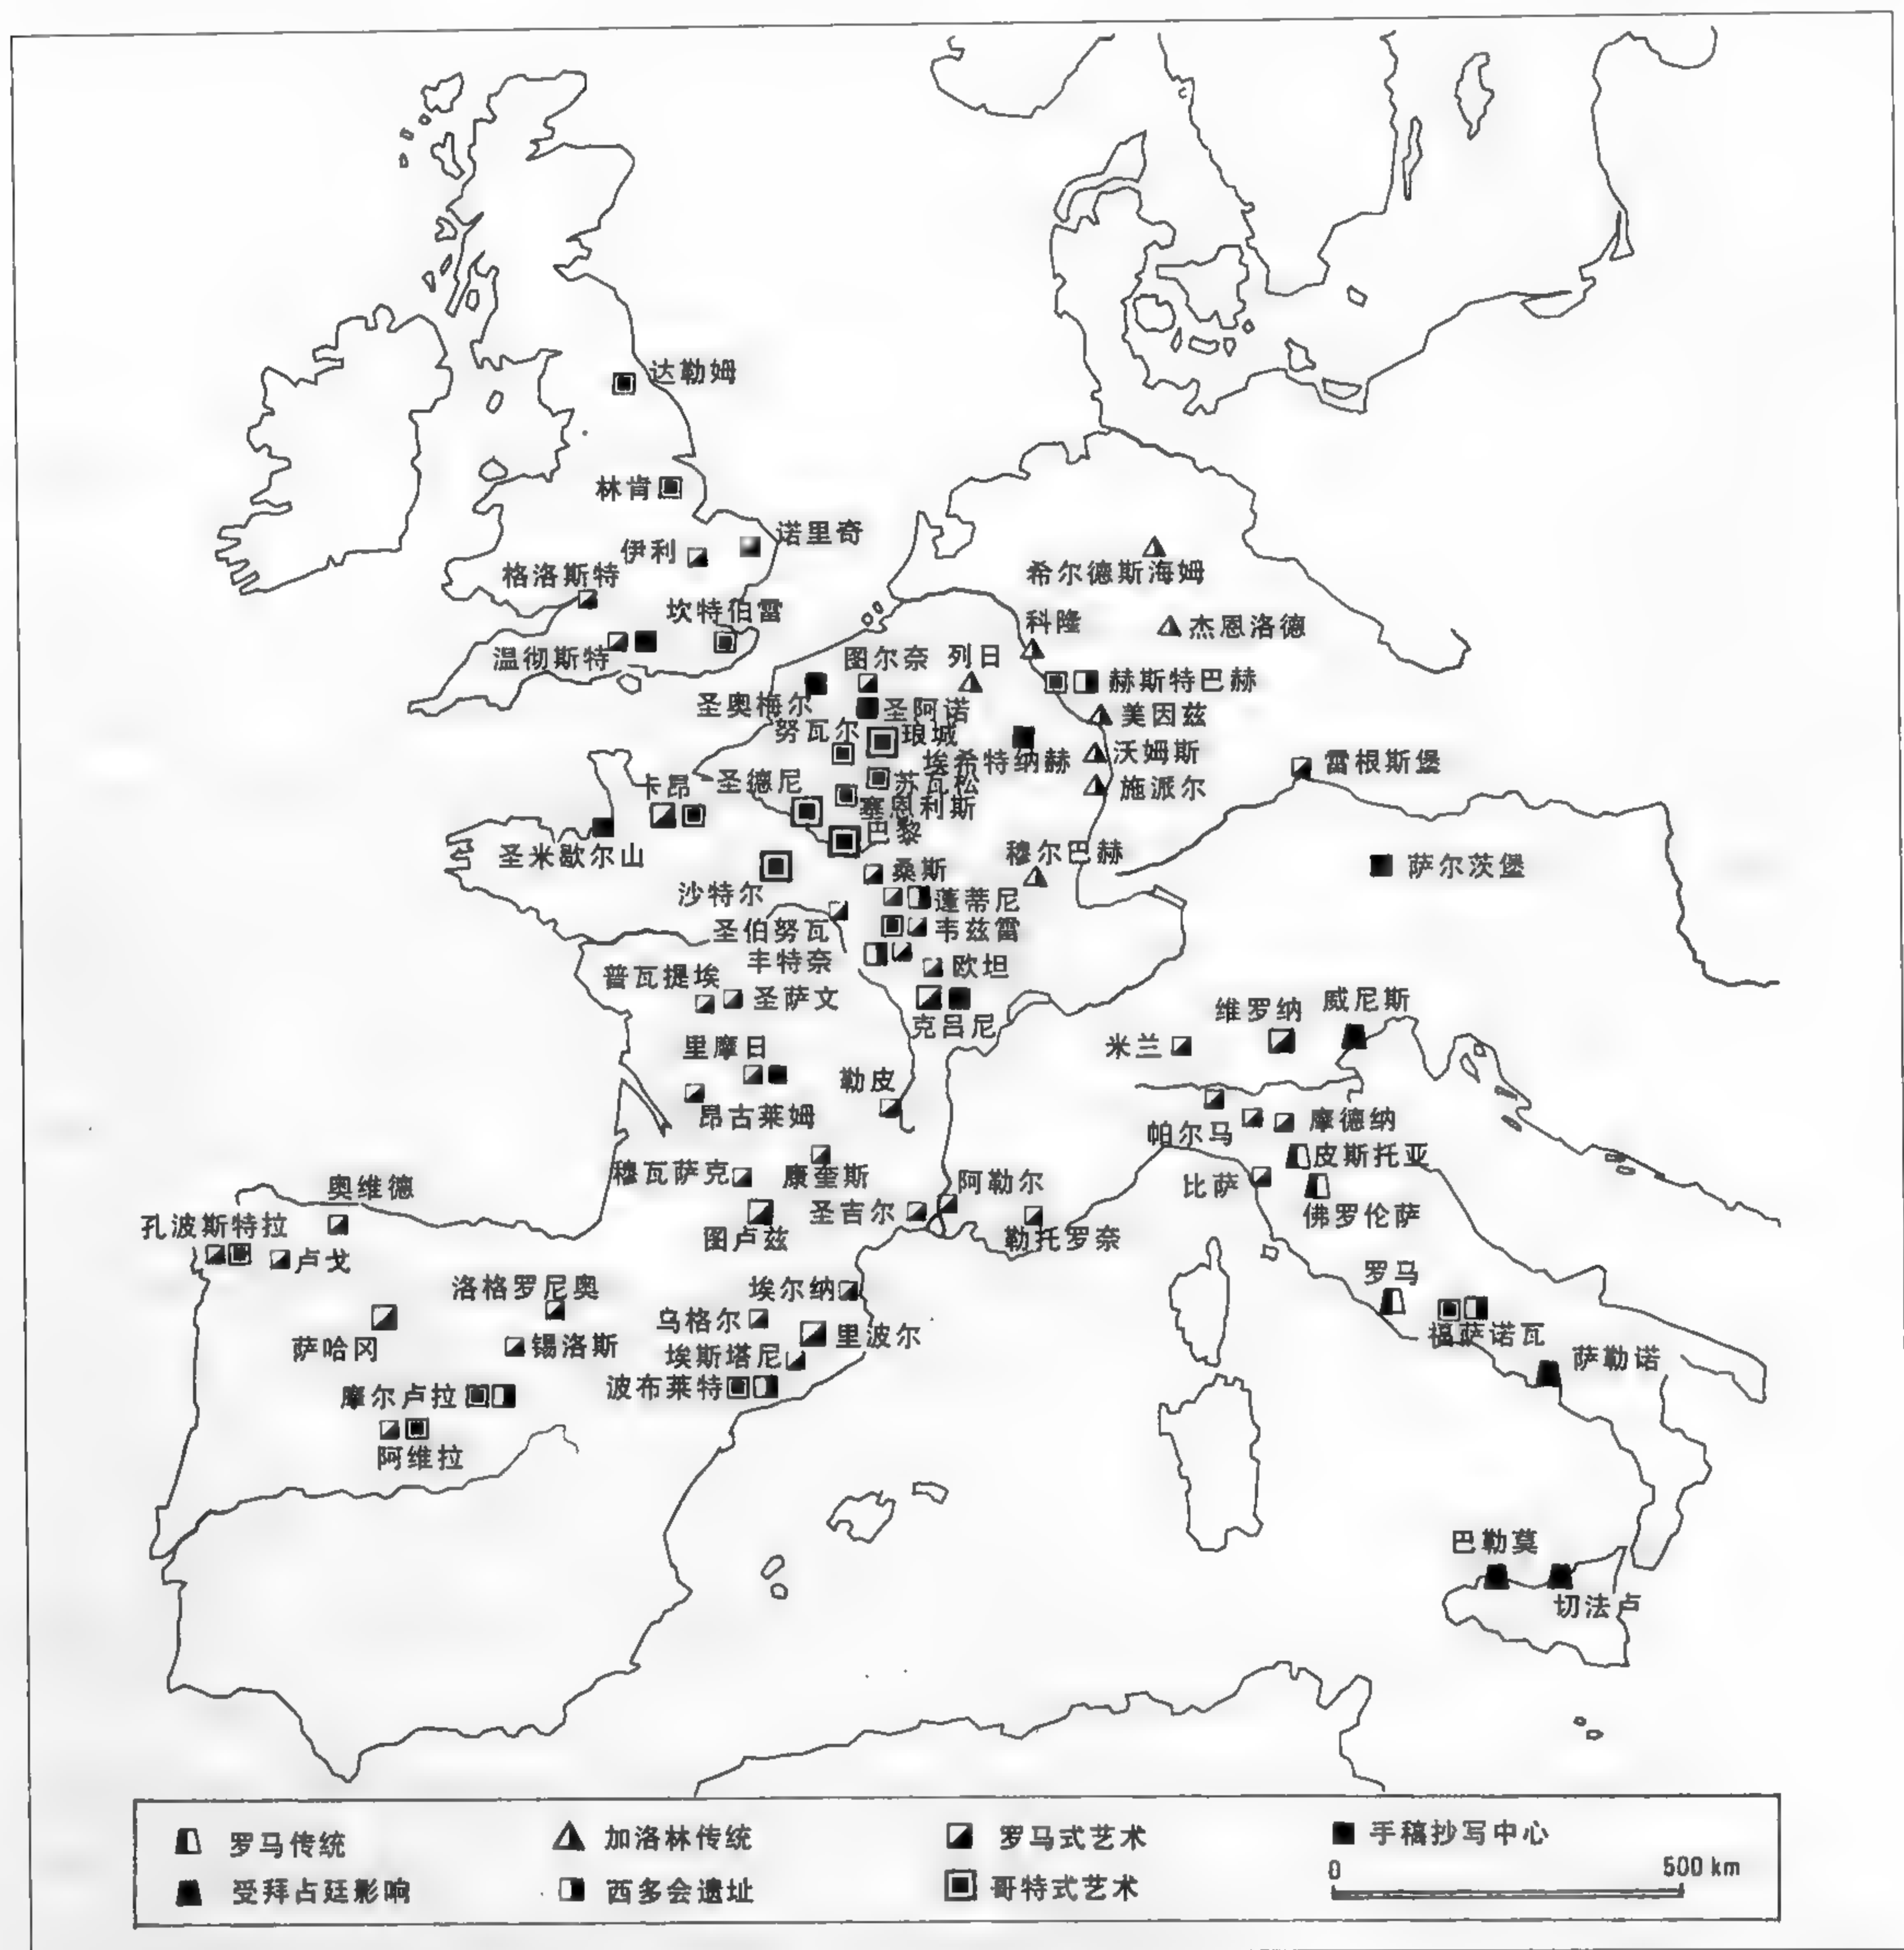 达勒姆
林肯
诺里奇
伊利
格洛斯特
坎特伯雷
温彻斯特
希尔德斯海姆
科隆
杰恩洛德
图尔奈
列日
赫斯特巴赫
圣奥梅尔
圣阿诺
美因兹
努瓦尔
琅城
沃姆斯
埃希特纳赫
雷根斯堡
卡昂
圣德尼
苏瓦松
施派尔
塞恩利斯
巴黎
圣米歇尔山
穆尔巴赫
萨尔茨堡
桑斯
沙特尔
蓬蒂尼
圣伯努瓦
韦兹雷
丰特奈
欧坦
普瓦提埃
圣萨文
克吕尼
维罗纳
威尼斯
米兰
里摩日
勒皮
昂古莱姆
帕尔马
摩德纳
皮斯托亚
穆瓦萨克
康奎斯
阿勒尔
比萨
奥维德
佛罗伦萨
孔波斯特拉
圣吉尔
图卢兹
勒托罗奈
卢戈
罗马
洛格罗尼奥
埃尔纳
乌格尔
里波尔
福萨诺瓦
萨哈冈
锡洛斯
埃斯塔尼
萨勒诺
波布莱特
摩尔卢拉
阿维拉
巴勒莫
切法卢
罗马传统
加洛林传统
罗马式艺术
手稿抄写中心
受拜占廷影响
西多会遗址
哥特式艺术
0 500 km